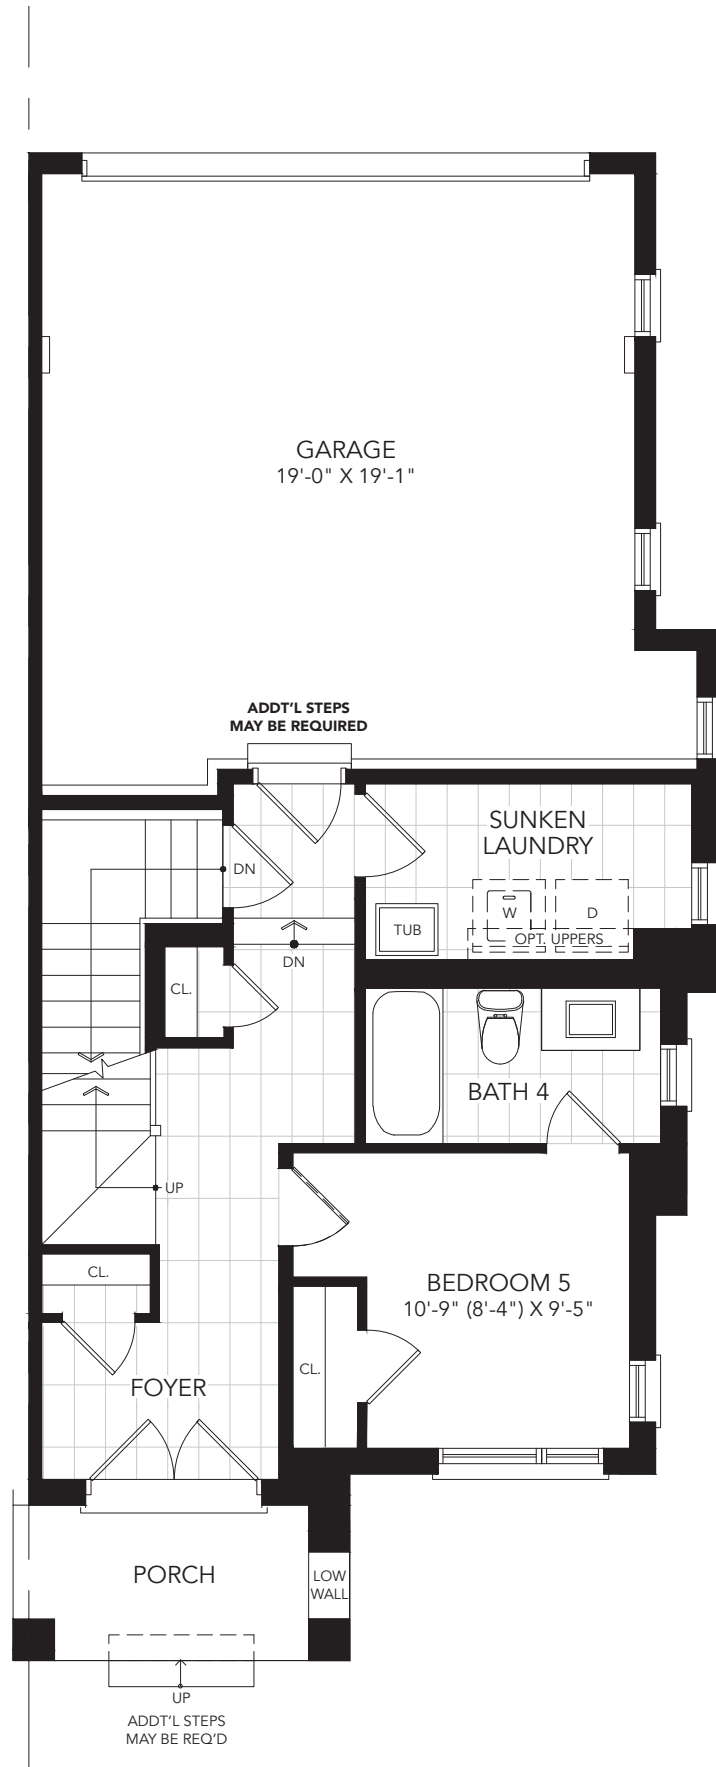 GARAGE
19'-0" X 19'-1"
ADDT'L STEPS
MAY BE REQUIRED
SUNKEN
LAUNDRY
DN
W
D
TUB
OPT. UPPERS
DN
CL.
BATH 4
UP
CL.
BEDROOM 5
10'-9" (8'-4") X 9'-5"
CL.
FOYER
PORCH
LOW
WALL
UP
ADDT'L STEPS
MAY BE REQ'D